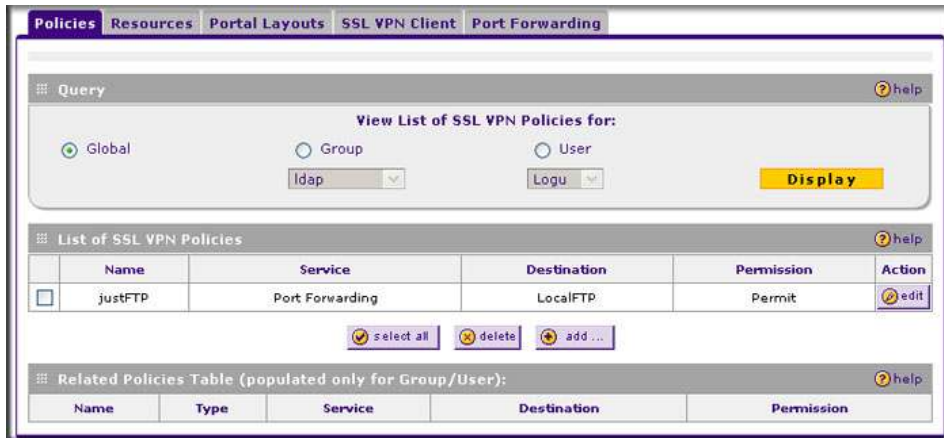 Policies Resources Portal Layouts SSL VPN Client Port Forwarding
Query help
View List of SSL VPN Policies for:
Global Group User
ldap Logu Display
List of SSL VPN Policies help
Name Service Destination Permission Action
justFTP Port Forwarding LocalFTP Permit edit
select all delete add ...
Related Policies Table (populated only for Group/User): help
Name Type Service Destination Permission